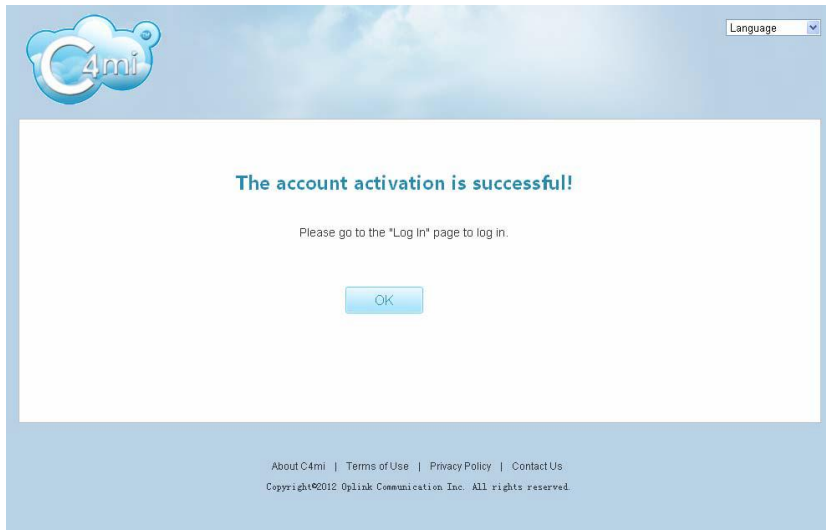 C4mi TM
Language
The account activation is successful!
Please go to the "Log In" page to log in.
OK
About C4mi | Terms of Use | Privacy Policy | Contact Us
Copyright©2012 Oplink Communication Inc. All rights reserved.